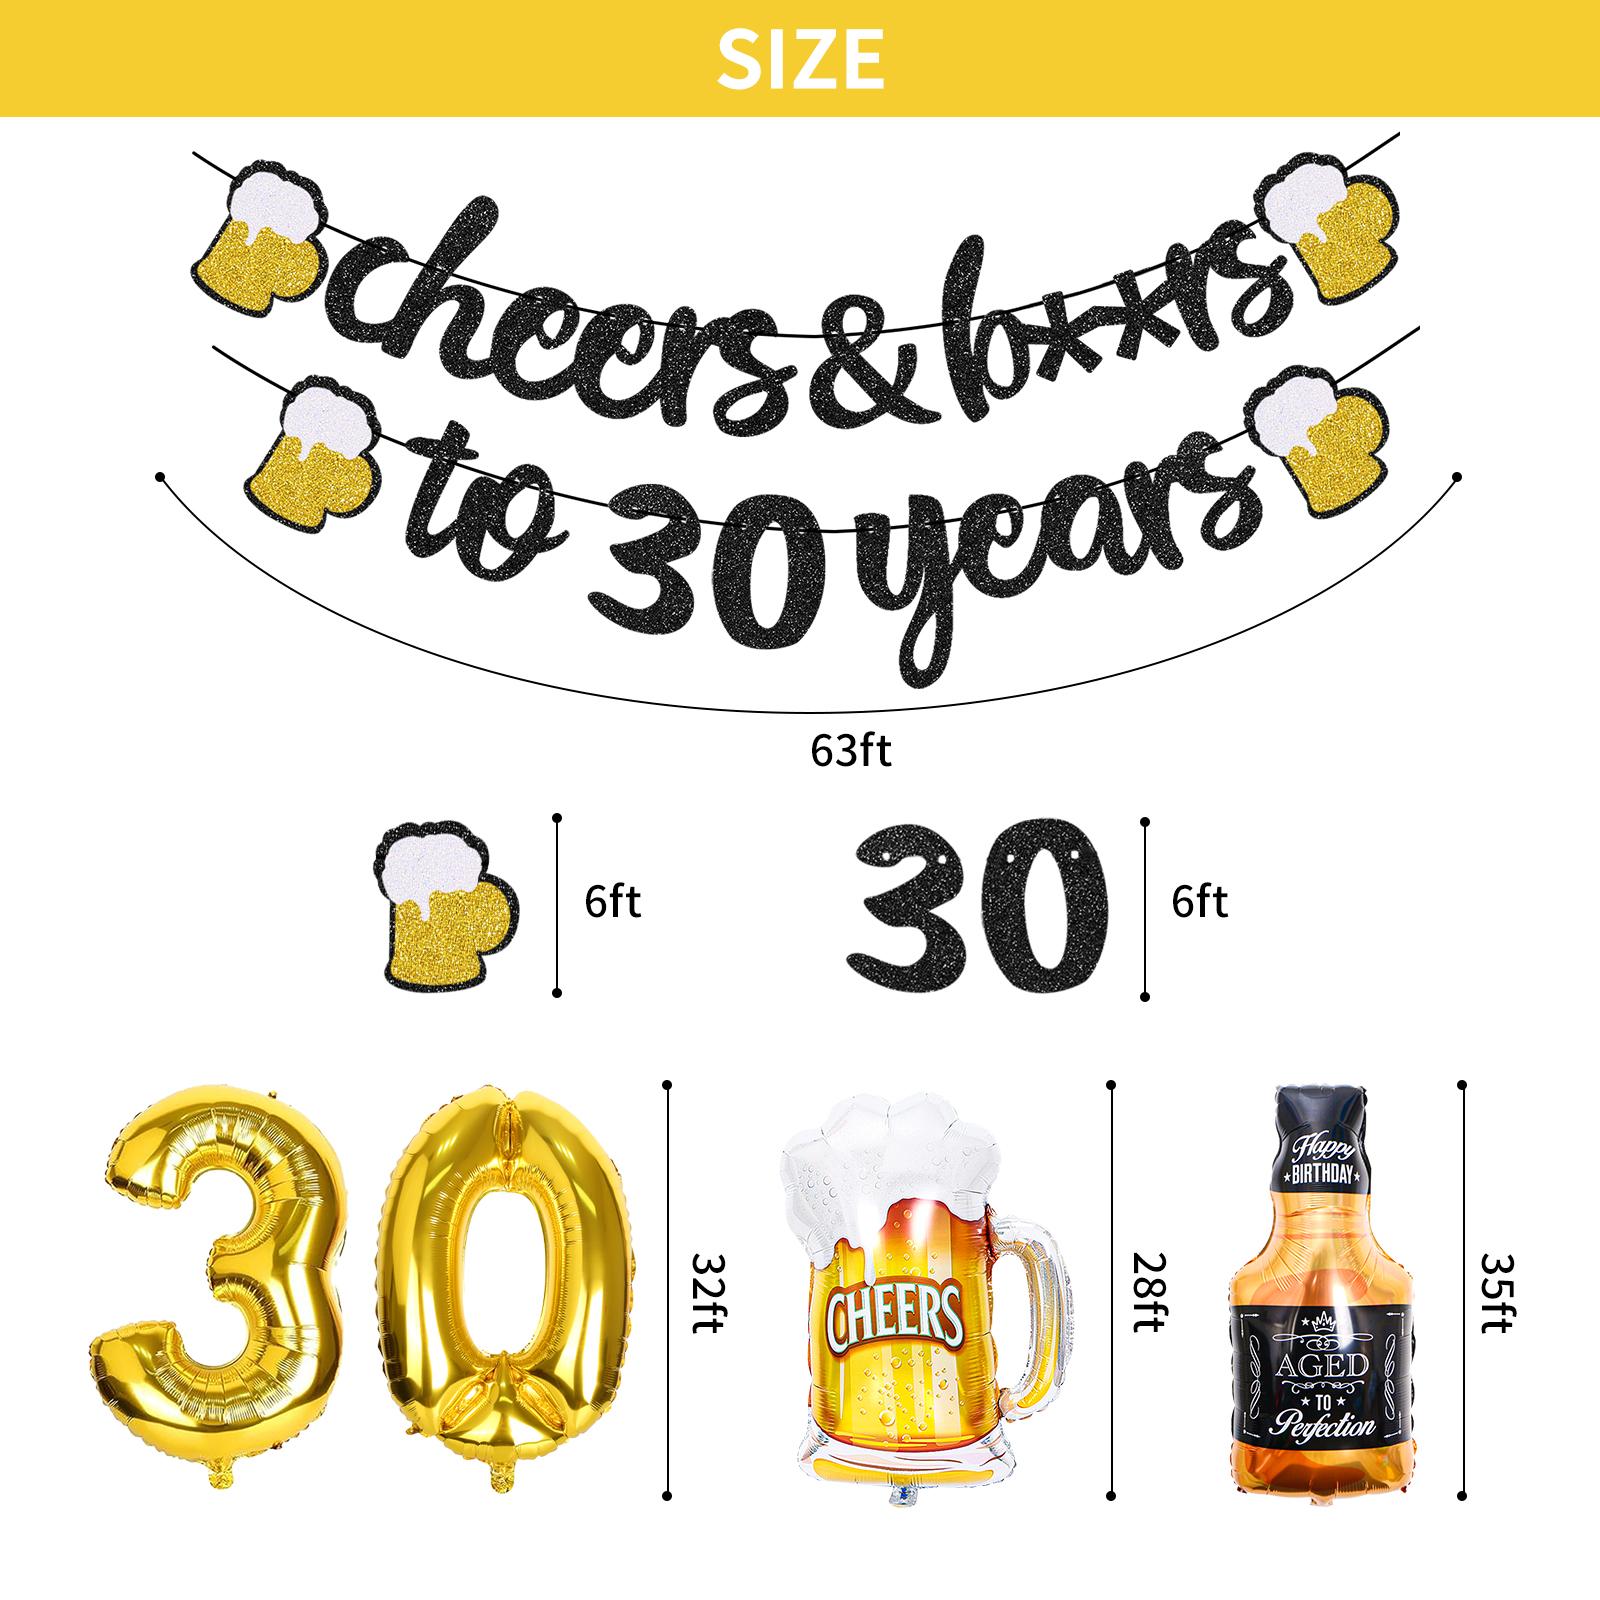 SIZE
cheers & b**rs
to 30 years
63ft
6ft
30
6ft
30
32ft
CHEERS
28ft
Happy
BIRTHDAY
AGED
TO
Perfection
35ft